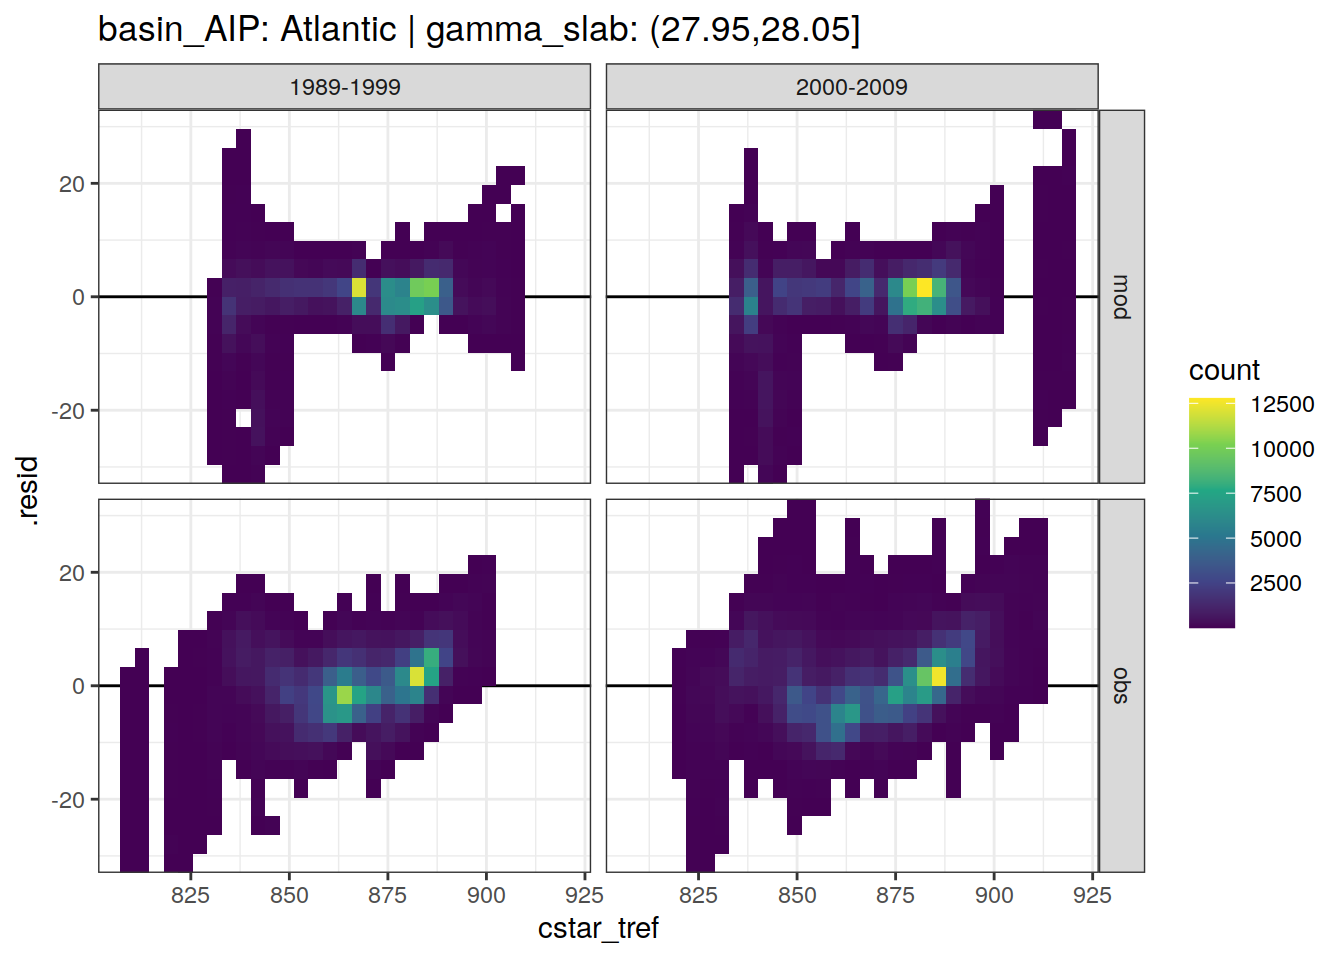 basin_AIP: Atlantic | gamma_slab: (27.95,28.05]
1989-1999
2000-2009
20
0
-20
mod
20
0
-20
obs
.resid
825 850 875 900 925
825 850 875 900 925
cstar_tref
count
12500
10000
7500
5000
2500